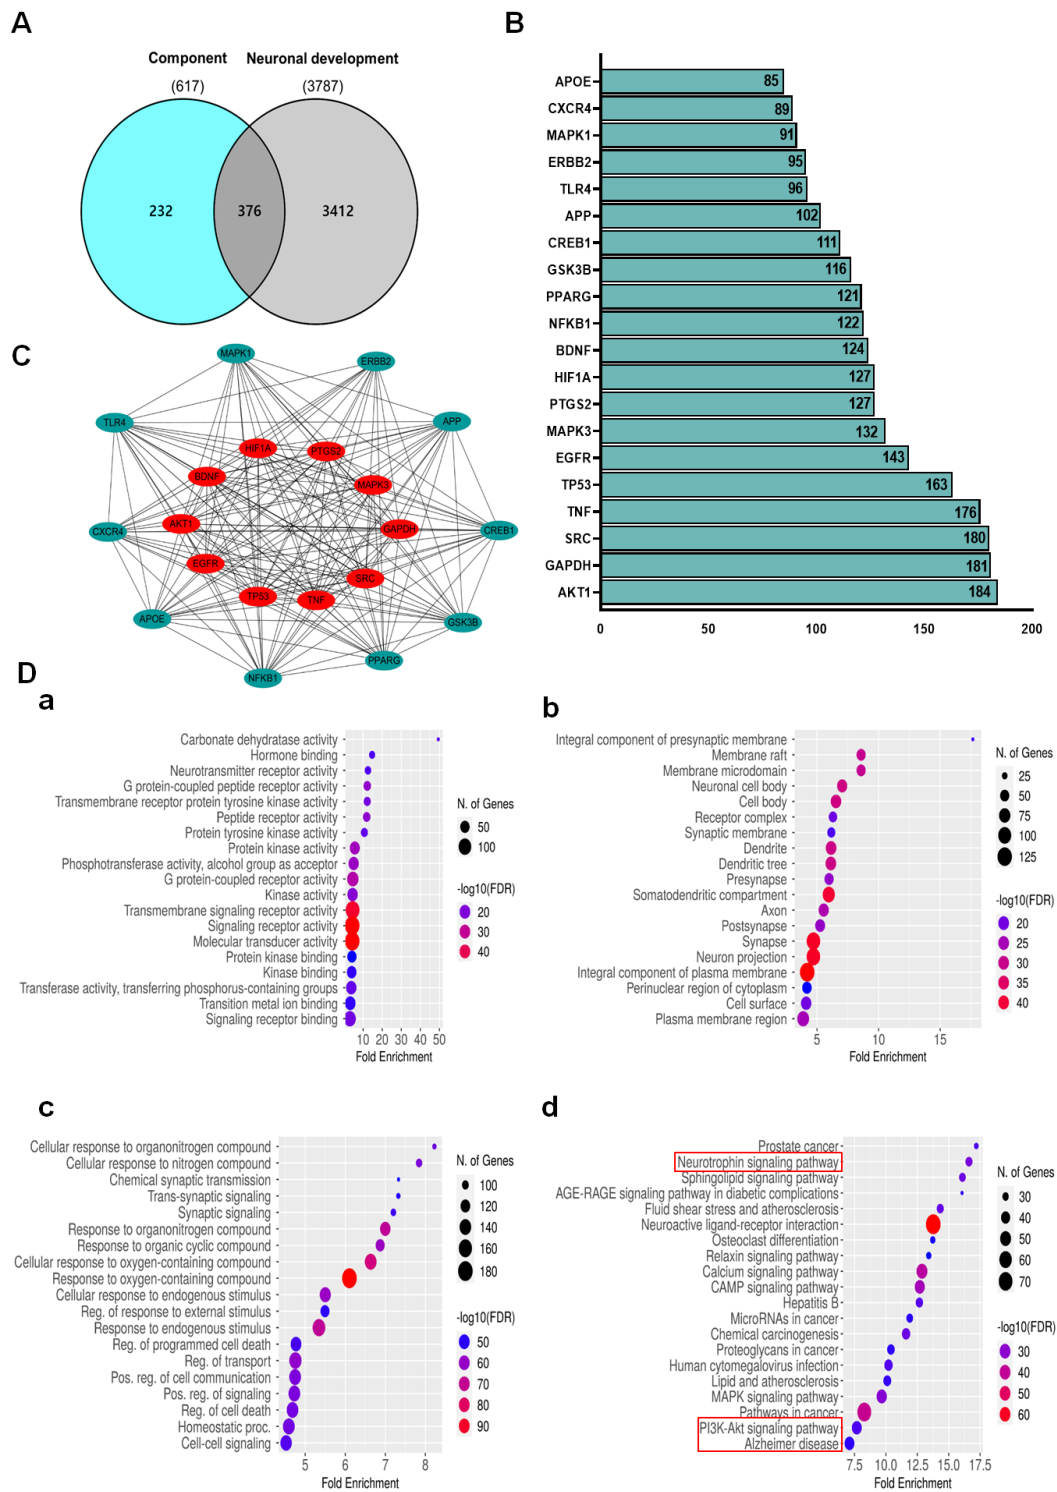 A
Component
Neuronal development
(617)
(3787)
232
376
3412
B
APOE 85
CXCR4 89
MAPK1 91
ERBB2 95
TLR4 96
APP 102
CREB1 111
GSK3B 116
PPARG 121
NFKB1 122
BDNF 124
HIF1A 127
PTGS2 127
MAPK3 132
EGFR 143
TP53 163
TNF 176
SRC 180
GAPDH 181
AKT1 184
0 50 100 150 200
C
MAPK1
ERBB2
TLR4
APP
HIF1A
PTGS2
BDNF
MAPK3
AKT1
GAPDH
CXCR4
CREB1
EGFR
SRC
TP53
TNF
APOE
GSK3B
PPARG
NFKB1
D
a
Carbonate dehydratase activity
Hormone binding
Neurotransmitter receptor activity
G protein-coupled peptide receptor activity
Transmembrane receptor protein tyrosine kinase activity
Peptide receptor activity
Protein tyrosine kinase activity
Protein kinase activity
Phosphotransferase activity, alcohol group as acceptor
G protein-coupled receptor activity
Kinase activity
Transmembrane signaling receptor activity
Signaling receptor activity
Molecular transducer activity
Protein kinase binding
Kinase binding
Transferase activity, transferring phosphorus-containing groups
Transition metal ion binding
Signaling receptor binding
10 20 30 40 50
Fold Enrichment
N. of Genes
50
100
-log10(FDR)
20
30
40
b
Integral component of presynaptic membrane
Membrane raft
Membrane microdomain
Neuronal cell body
Cell body
Receptor complex
Synaptic membrane
Dendrite
Dendritic tree
Presynapse
Somatodendritic compartment
Axon
Postsynapse
Synapse
Neuron projection
Integral component of plasma membrane
Perinuclear region of cytoplasm
Cell surface
Plasma membrane region
5 10 15
Fold Enrichment
N. of Genes
25
50
75
100
125
-log10(FDR)
20
25
30
35
40
c
Cellular response to organonitrogen compound
Cellular response to nitrogen compound
Chemical synaptic transmission
Trans-synaptic signaling
Synaptic signaling
Response to organonitrogen compound
Response to organic cyclic compound
Cellular response to oxygen-containing compound
Response to oxygen-containing compound
Cellular response to endogenous stimulus
Reg. of response to external stimulus
Response to endogenous stimulus
Reg. of programmed cell death
Reg. of transport
Pos. reg. of cell communication
Pos. reg. of signaling
Reg. of cell death
Homeostatic proc.
Cell-cell signaling
5 6 7 8
Fold Enrichment
N. of Genes
100
120
140
160
180
-log10(FDR)
50
60
70
80
90
d
Prostate cancer
Neurotrophin signaling pathway
Sphingolipid signaling pathway
AGE-RAGE signaling pathway in diabetic complications
Fluid shear stress and atherosclerosis
Neuroactive ligand-receptor interaction
Osteoclast differentiation
Relaxin signaling pathway
Calcium signaling pathway
CAMP signaling pathway
Hepatitis B
MicroRNAs in cancer
Chemical carcinogenesis
Proteoglycans in cancer
Human cytomegalovirus infection
Lipid and atherosclerosis
MAPK signaling pathway
Pathways in cancer
PI3K-Akt signaling pathway
Alzheimer disease
7.5 10.0 12.5 15.0 17.5
Fold Enrichment
N. of Genes
30
40
50
60
70
-log10(FDR)
30
40
50
60